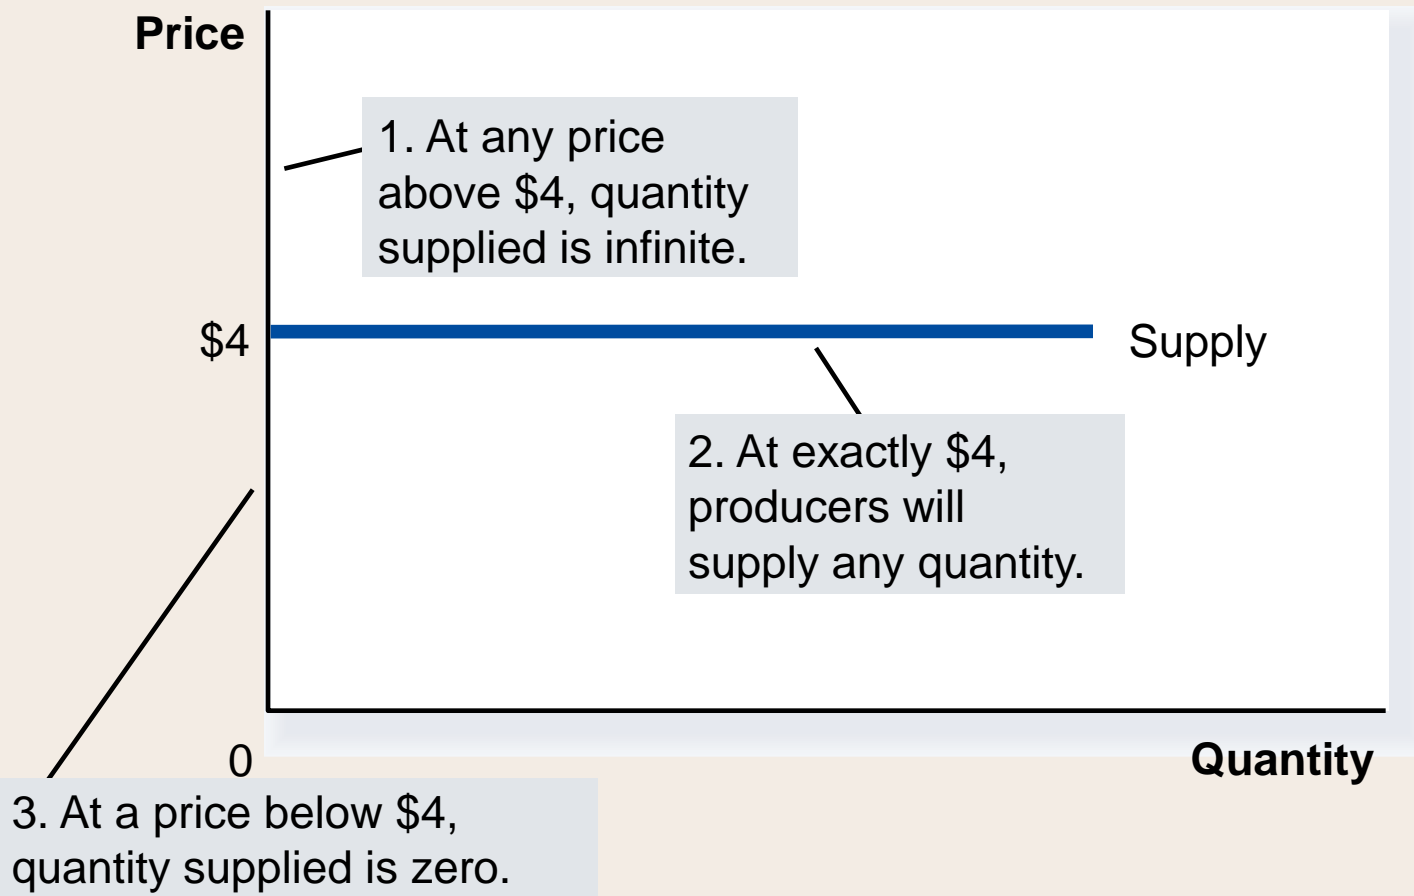 Price
1. At any price
above $4, quantity
supplied is infinite.
$4
Supply
2. At exactly $4,
producers will
supply any quantity.
0
Quantity
3. At a price below $4,
quantity supplied is zero.